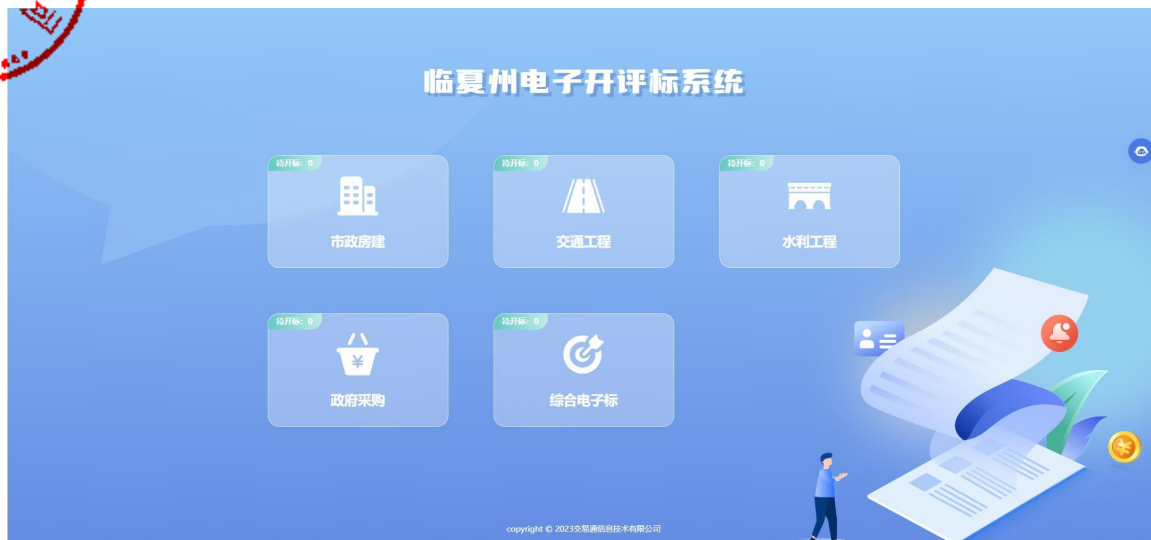 临夏州电子开评标系统
待开标: 0
市政房建
待开标: 0
交通工程
待开标: 0
水利工程
待开标: 0
政府采购
待开标: 0
综合电子标
copyright © 2023交易通信息技术有限公司